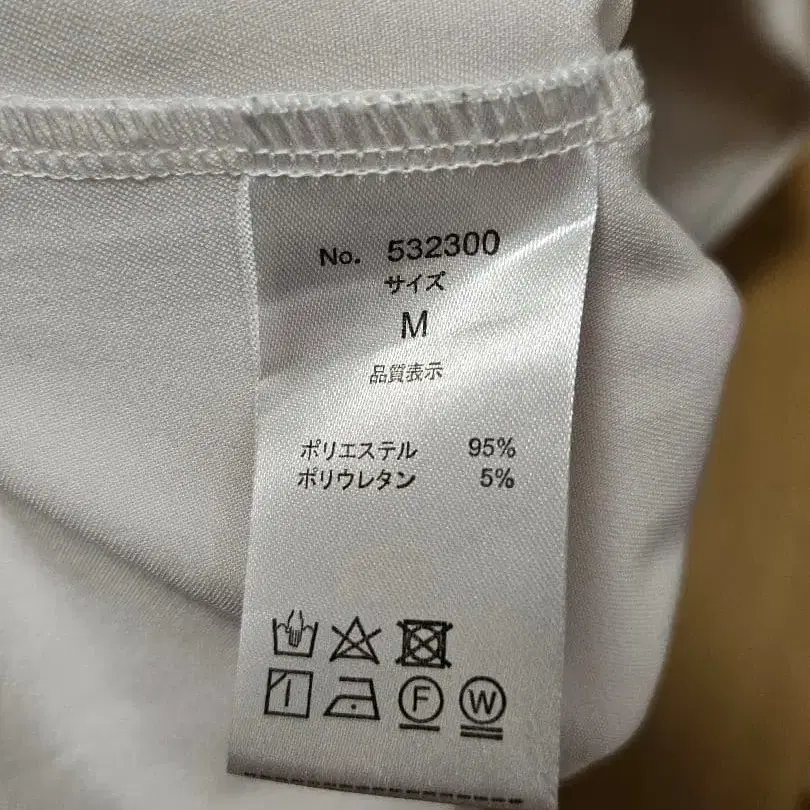 No. 532300
サイズ
M
品質表示
ポリエステル 95%
ポリウレタン 5%
F W